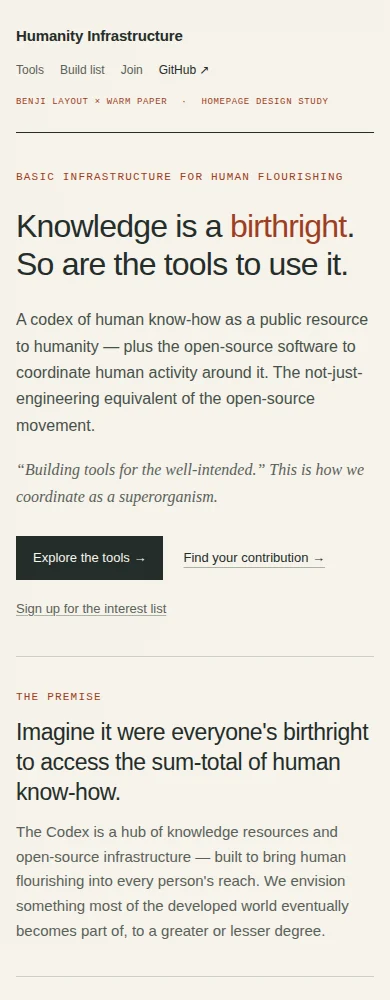 Humanity Infrastructure
Tools Build list Join GitHub ↗
BENJI LAYOUT × WARM PAPER · HOMEPAGE DESIGN STUDY
BASIC INFRASTRUCTURE FOR HUMAN FLOURISHING
Knowledge is a birthright.
So are the tools to use it.
A codex of human know-how as a public resource
to humanity — plus the open-source software to
coordinate human activity around it. The not-just-
engineering equivalent of the open-source
movement.
“Building tools for the well-intended.” This is how we
coordinate as a superorganism.
Explore the tools → Find your contribution →
Sign up for the interest list
THE PREMISE
Imagine it were everyone's birthright
to access the sum-total of human
know-how.
The Codex is a hub of knowledge resources and
open-source infrastructure — built to bring human
flourishing into every person's reach. We envision
something most of the developed world eventually
becomes part of, to a greater or lesser degree.